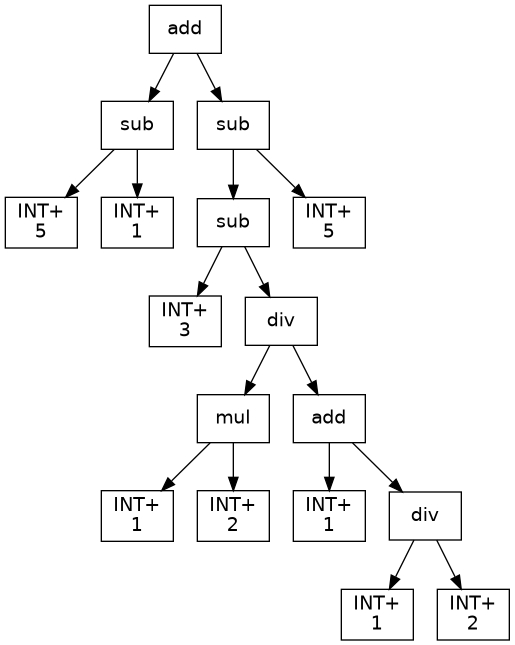 add
sub
sub
INT+
5
INT+
1
sub
INT+
5
INT+
3
div
mul
add
INT+
1
INT+
2
INT+
1
div
INT+
1
INT+
2